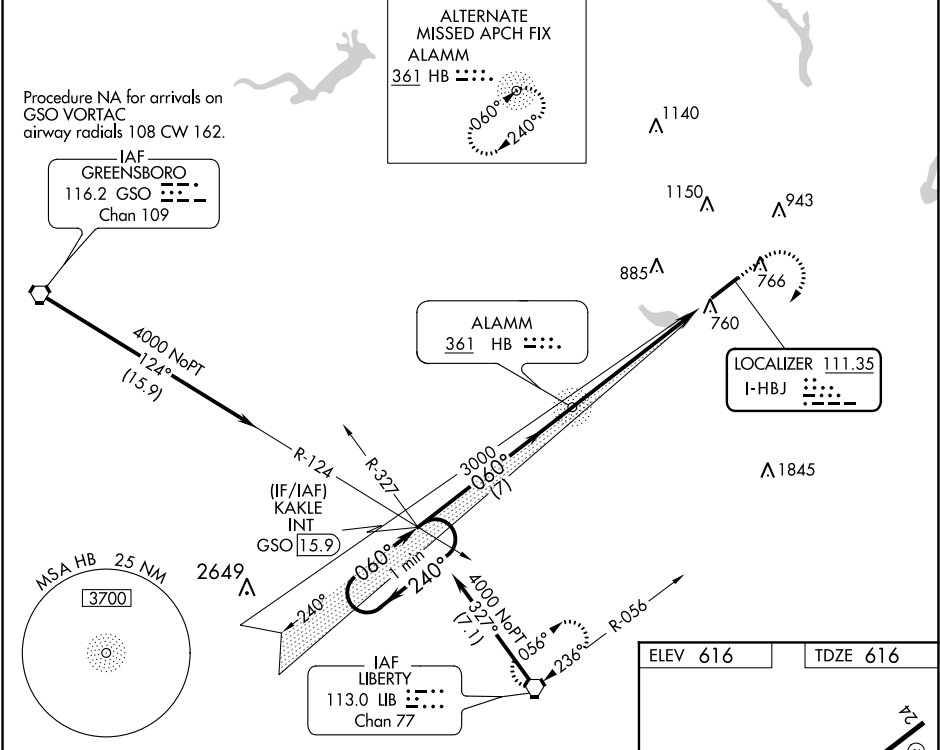 ALTERNATE
MISSED APCH FIX
ALAMM
361 HB
060°
240°
Procedure NA for arrivals on
GSO VORTAC
airway radials 108 CW 162.
IAF
GREENSBORO
116.2 GSO
Chan 109
1140
1150
943
885
766
760
ALAMM
361 HB
LOCALIZER 111.35
I-HBJ
4000 NoPT
124°
(15.9)
R-124
R-327
3000
060°
(7)
1845
(IF/IAF)
KAKLE
INT
GSO 15.9
060°
1 min
240°
240°
2649
MSA HB 25 NM
3700
4000 NoPT
327°
(7.1)
056°
236°
R-056
IAF
LIBERTY
113.0 LIB
Chan 77
ELEV 616
TDZE 616
24